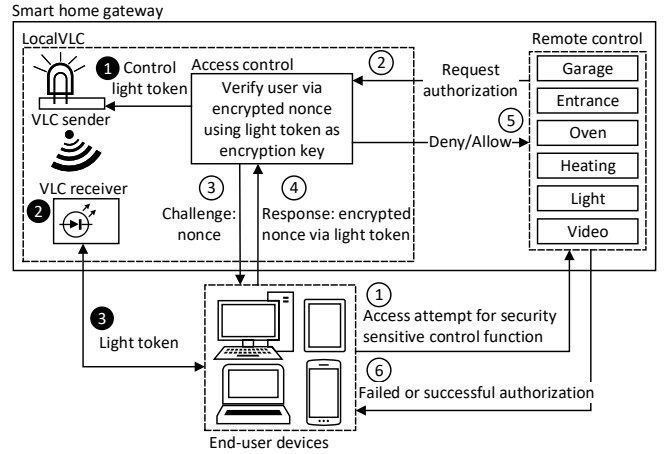 Smart home gateway
LocalVLC
1 Control
light token
VLC sender
VLC receiver
2
3
Light token
Access control
Verify user via
encrypted nonce
using light token as
encryption key
2
Request
authorization
5
Deny/Allow
3
Challenge:
nonce
4
Response: encrypted
nonce via light token
Remote control
Garage
Entrance
Oven
Heating
Light
Video
1
Access attempt for security
sensitive control function
6
Failed or successful authorization
End-user devices